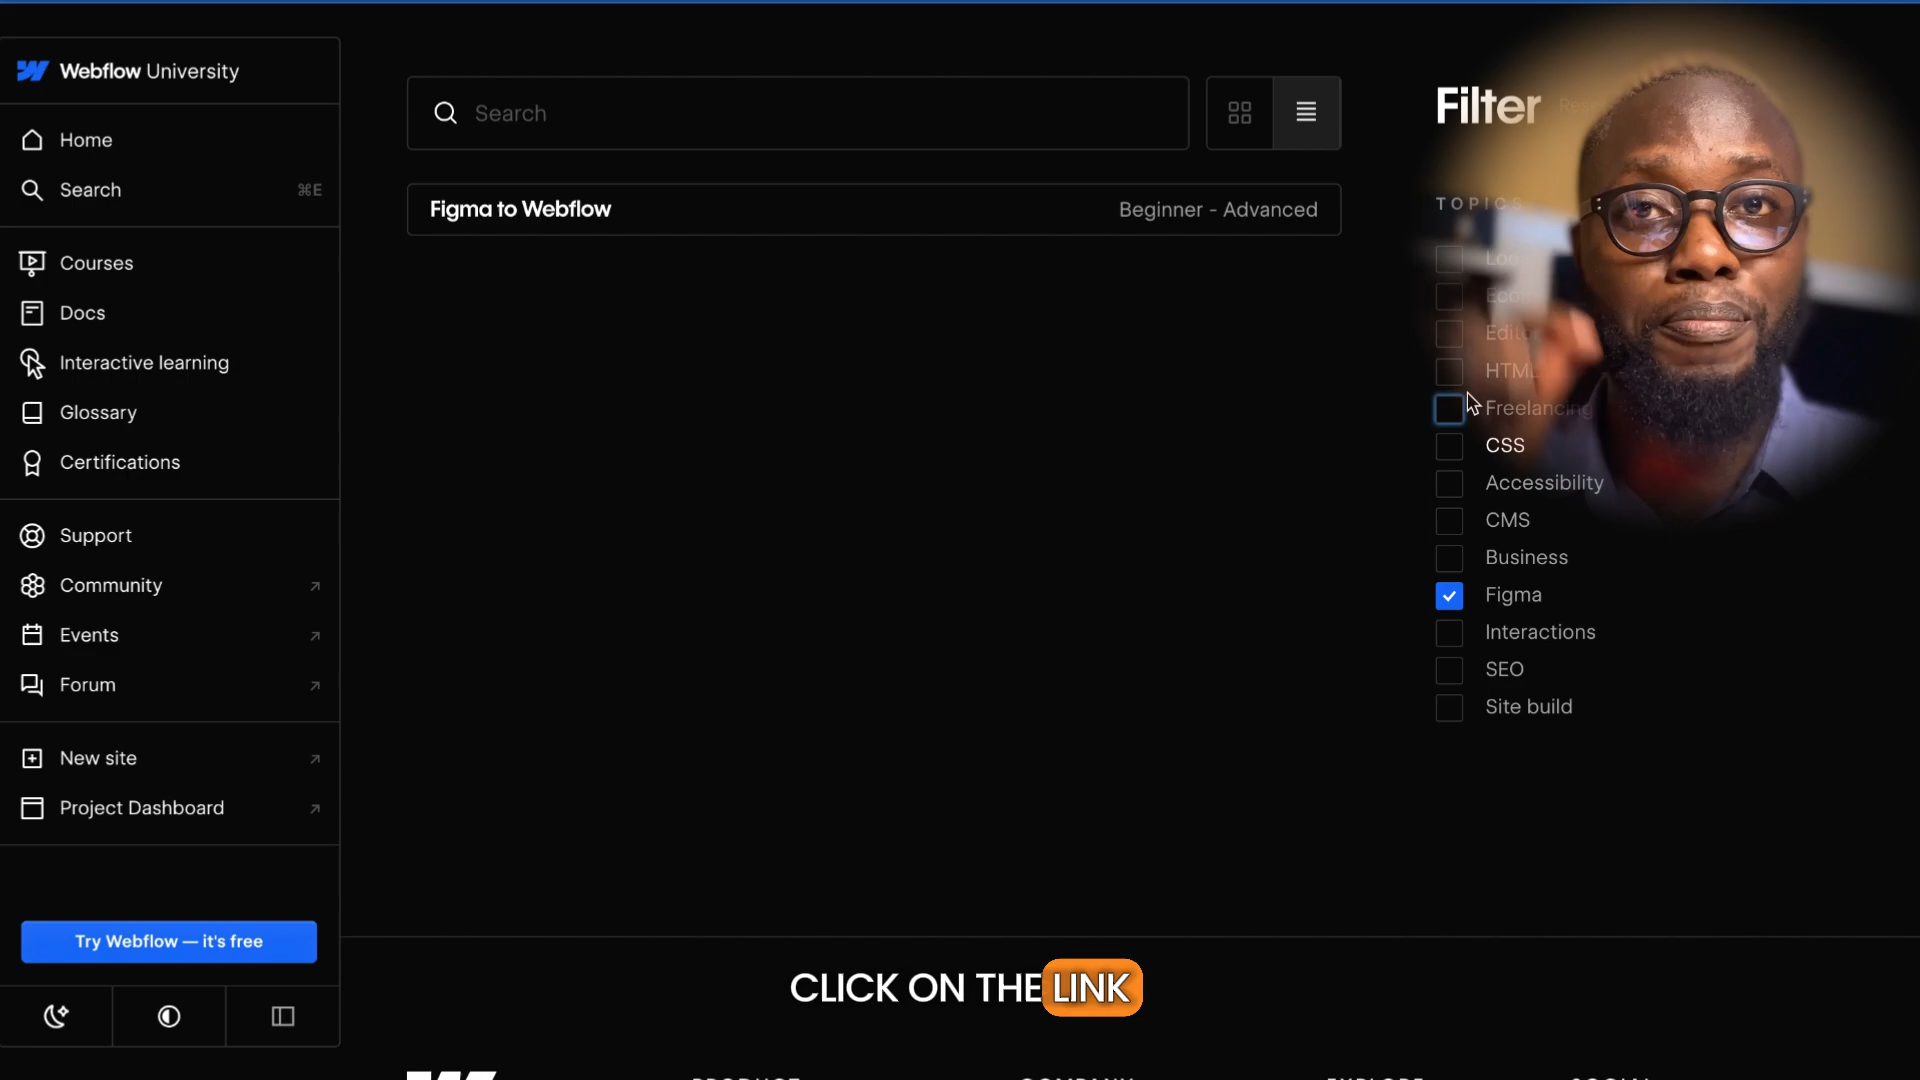 Webflow University
Home
Search ⌘E
Courses
Docs
Interactive learning
Glossary
Certifications
Support
Community
Events
Forum
New site
Project Dashboard
Try Webflow — it's free
Search
Figma to Webflow Beginner - Advanced
Filter
TOPICS
HTML
Freelancing
CSS
Accessibility
CMS
Business
Figma
Interactions
SEO
Site build
CLICK ON THE LINK